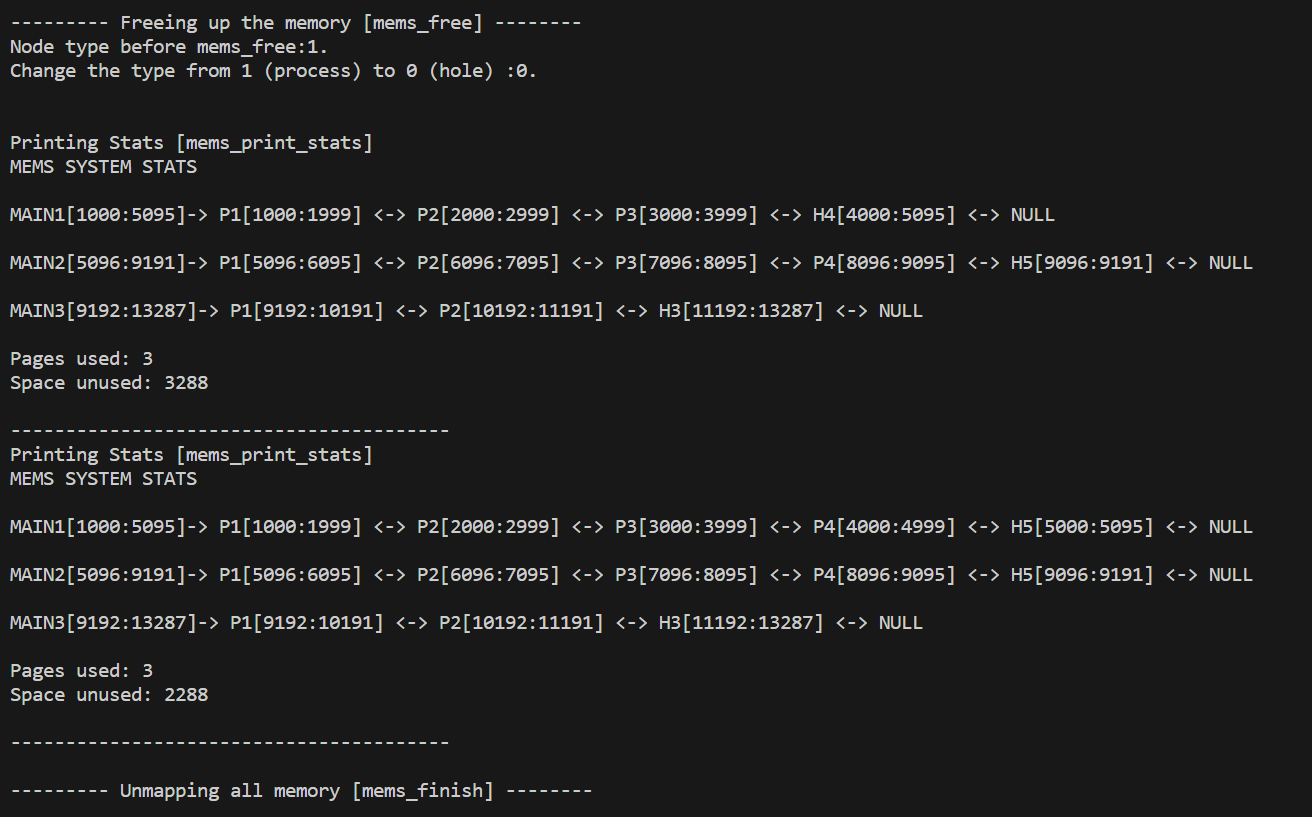 --------- Freeing up the memory [mems_free] --------
Node type before mems_free:1.
Change the type from 1 (process) to 0 (hole) :0.
Printing Stats [mems_print_stats]
MEMS SYSTEM STATS
MAIN1[1000:5095]-> P1[1000:1999] <-> P2[2000:2999] <-> P3[3000:3999] <-> H4[4000:5095] <-> NULL
MAIN2[5096:9191]-> P1[5096:6095] <-> P2[6096:7095] <-> P3[7096:8095] <-> P4[8096:9095] <-> H5[9096:9191] <-> NULL
MAIN3[9192:13287]-> P1[9192:10191] <-> P2[10192:11191] <-> H3[11192:13287] <-> NULL
Pages used: 3
Space unused: 3288
----------------------------------------
Printing Stats [mems_print_stats]
MEMS SYSTEM STATS
MAIN1[1000:5095]-> P1[1000:1999] <-> P2[2000:2999] <-> P3[3000:3999] <-> P4[4000:4999] <-> H5[5000:5095] <-> NULL
MAIN2[5096:9191]-> P1[5096:6095] <-> P2[6096:7095] <-> P3[7096:8095] <-> P4[8096:9095] <-> H5[9096:9191] <-> NULL
MAIN3[9192:13287]-> P1[9192:10191] <-> P2[10192:11191] <-> H3[11192:13287] <-> NULL
Pages used: 3
Space unused: 2288
----------------------------------------
--------- Unmapping all memory [mems_finish] --------